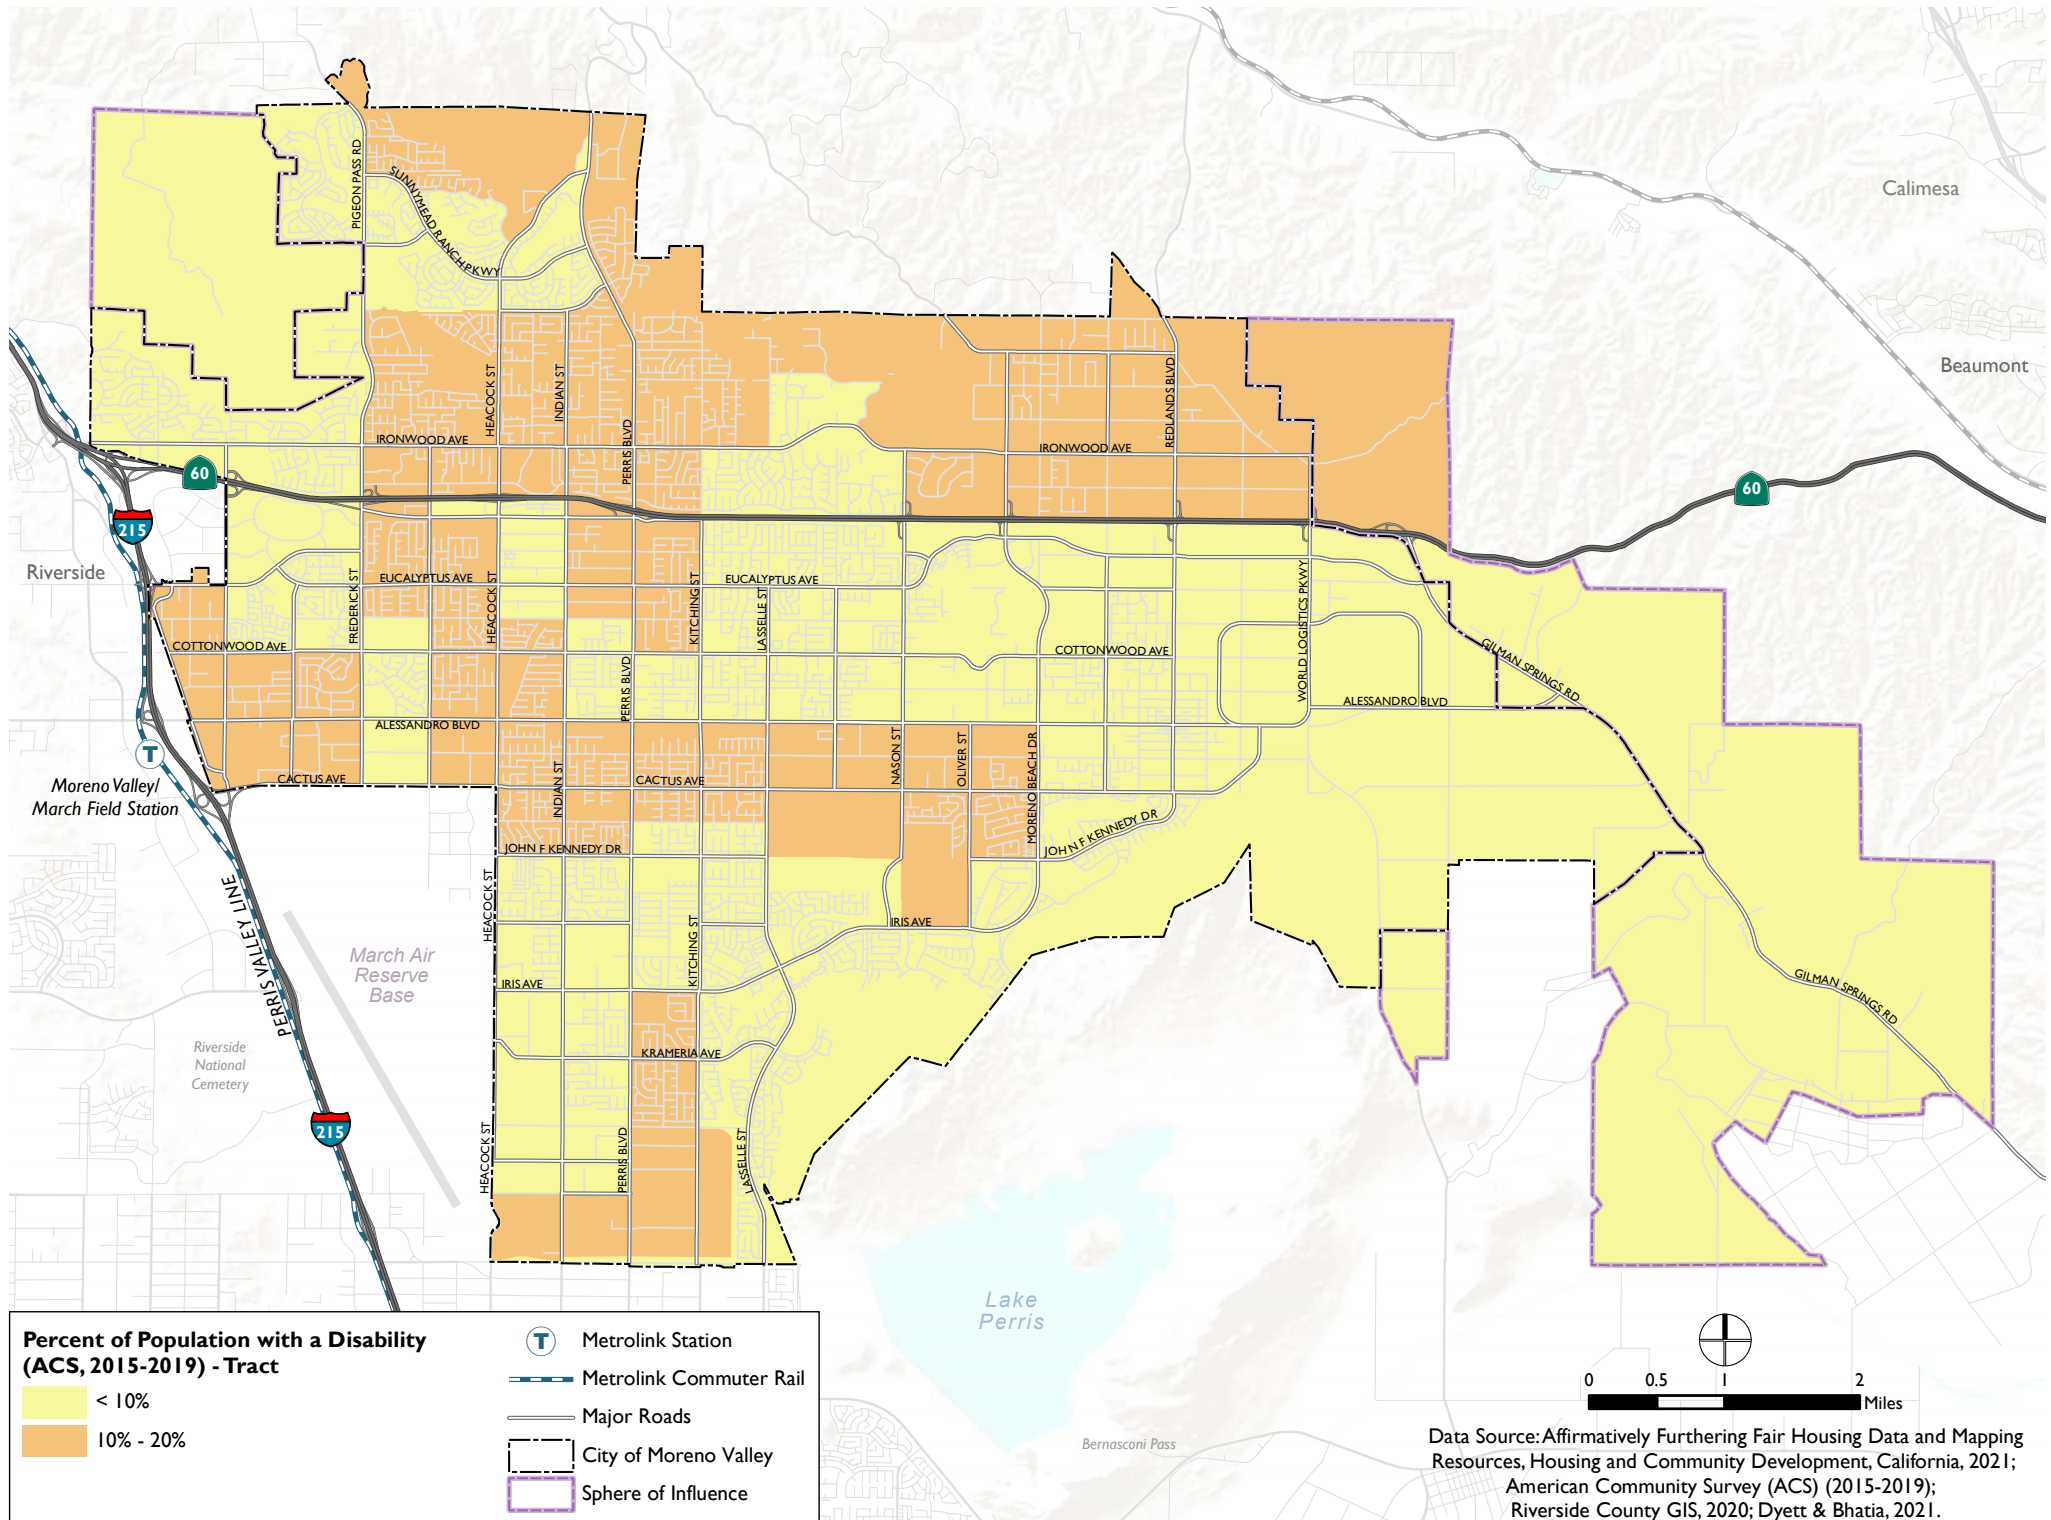 Calimesa
Beaumont
PIGEON PASS RD
SUNNYMEAD RANCH PKWY
HEACOCK ST
INDIAN ST
PERRIS BLVD
REDLANDS BLVD
IRONWOOD AVE
IRONWOOD AVE
60
60
215
Riverside
FREDERICK ST
EUCALYPTUS AVE
HEACOCK ST
KITCHING ST
EUCALYPTUS AVE
LASSELLE ST
WORLD LOGISTICS PKWY
COTTONWOOD AVE
COTTONWOOD AVE
GILMAN SPRINGS RD
PERRIS BLVD
ALESSANDRO BLVD
ALESSANDRO BLVD
T
Moreno Valley/
March Field Station
CACTUS AVE
INDIAN ST
CACTUS AVE
NASON ST
OLIVER ST
MORENO BEACH DR
JOHN F KENNEDY DR
JOHN F KENNEDY DR
PERRIS VALLEY LINE
HEACOCK ST
KITCHING ST
IRIS AVE
March Air
Reserve
Base
IRIS AVE
GILMAN SPRINGS RD
KRAMERIA AVE
Riverside
National
Cemetery
215
HEACOCK ST
PERRIS BLVD
LASSELLE ST
Lake
Perris
Bernasconi Pass
Percent of Population with a Disability
(ACS, 2015-2019) - Tract
< 10%
10% - 20%
T Metrolink Station
Metrolink Commuter Rail
Major Roads
City of Moreno Valley
Sphere of Influence
0 0.5 1 2
Miles
Data Source: Affirmatively Furthering Fair Housing Data and Mapping
Resources, Housing and Community Development, California, 2021;
American Community Survey (ACS) (2015-2019);
Riverside County GIS, 2020; Dyett & Bhatia, 2021.